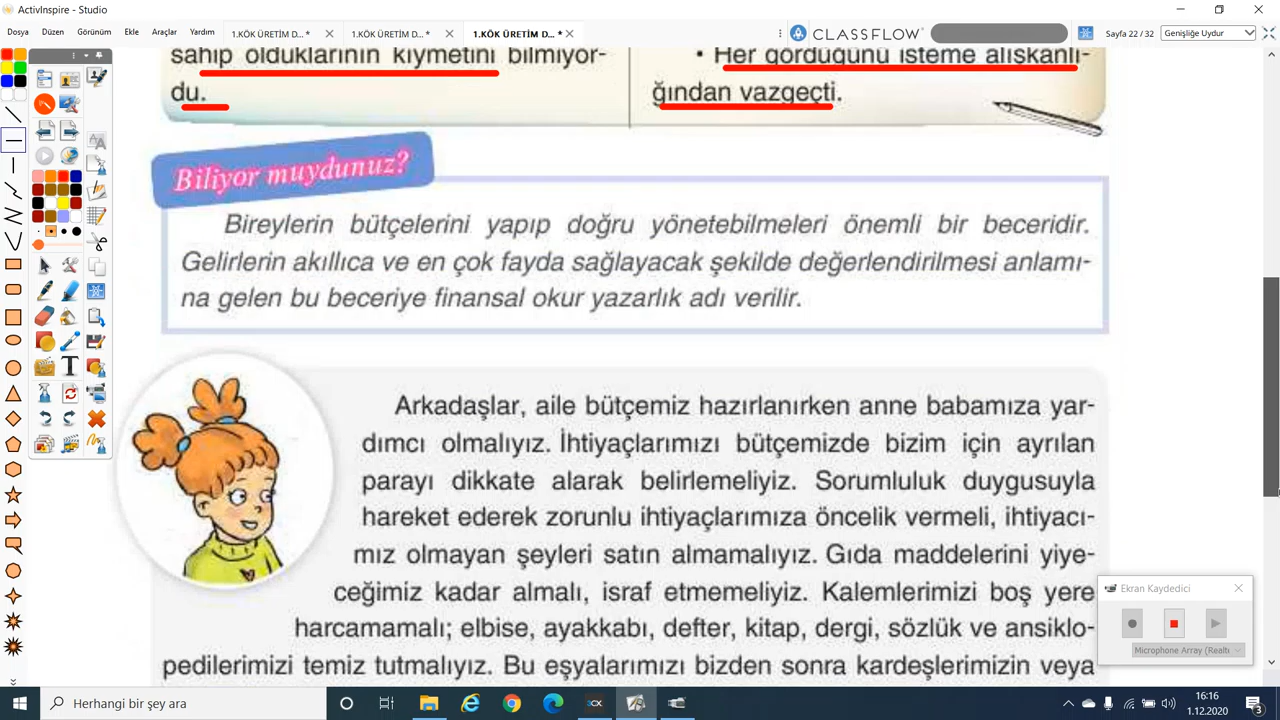 ActivInspire - Studio
Dosya Düzen Görünüm Ekle Araçlar Yardım
1.KÖK ÜRETİM D...*
1.KÖK ÜRETİM D... *
1.KÖK ÜRETİM D... *
CLASSFLOW
Sayfa 22 / 32
Genişliğe Uydur
sahip olduklarının kıymetini bilmiyor-
du.
• Her gördüğünü isteme alışkanlı-
ğından vazgeçti.
Biliyor muydunuz?
Bireylerin bütçelerini yapıp doğru yönetebilmeleri önemli bir beceridir.
Gelirlerin akıllıca ve en çok fayda sağlayacak şekilde değerlendirilmesi anlamı-
na gelen bu beceriye finansal okur yazarlık adı verilir.
Arkadaşlar, aile bütçemiz hazırlanırken anne babamıza yar-
dımcı olmalıyız. İhtiyaçlarımızı bütçemizde bizim için ayrılan
parayı dikkate alarak belirlemeliyiz. Sorumluluk duygusuyla
hareket ederek zorunlu ihtiyaçlarımıza öncelik vermeli, ihtiyacı-
mız olmayan şeyleri satın almamalıyız. Gıda maddelerini yiye-
ceğimiz kadar almalı, israf etmemeliyiz. Kalemlerimizi boş yere
harcamamalı; elbise, ayakkabı, defter, kitap, dergi, sözlük ve ansiklo-
pedilerimizi temiz tutmalıyız. Bu eşyalarımızı bizden sonra kardeşlerimizin veya
Ekran Kaydedici
Microphone Array (Realt
Herhangi bir şey ara
16:16
1.12.2020
3